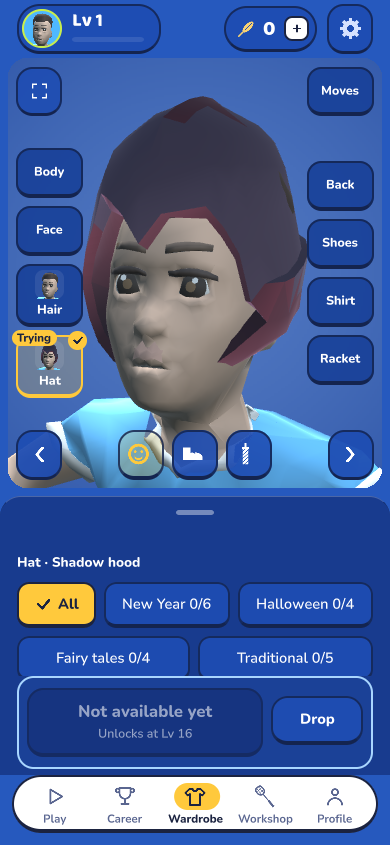 Lv 1
0
+
Moves
Body
Back
Face
Shoes
Hair
Shirt
Trying
Hat
Racket
Hat · Shadow hood
All
New Year 0/6
Halloween 0/4
Fairy tales 0/4
Traditional 0/5
Not available yet
Unlocks at Lv 16
Drop
Play
Career
Wardrobe
Workshop
Profile